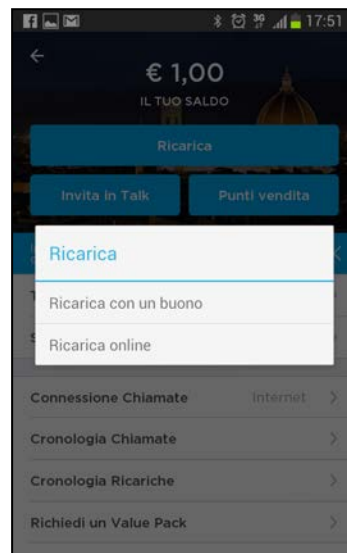 17:51
€ 1,00
IL TUO SALDO
Ricarica
Invita in Talk
Punti vendita
Ricarica
Ricarica con un buono
Ricarica online
Connessione Chiamate
Internet
Cronologia Chiamate
Cronologia Ricariche
Richiedi un Value Pack